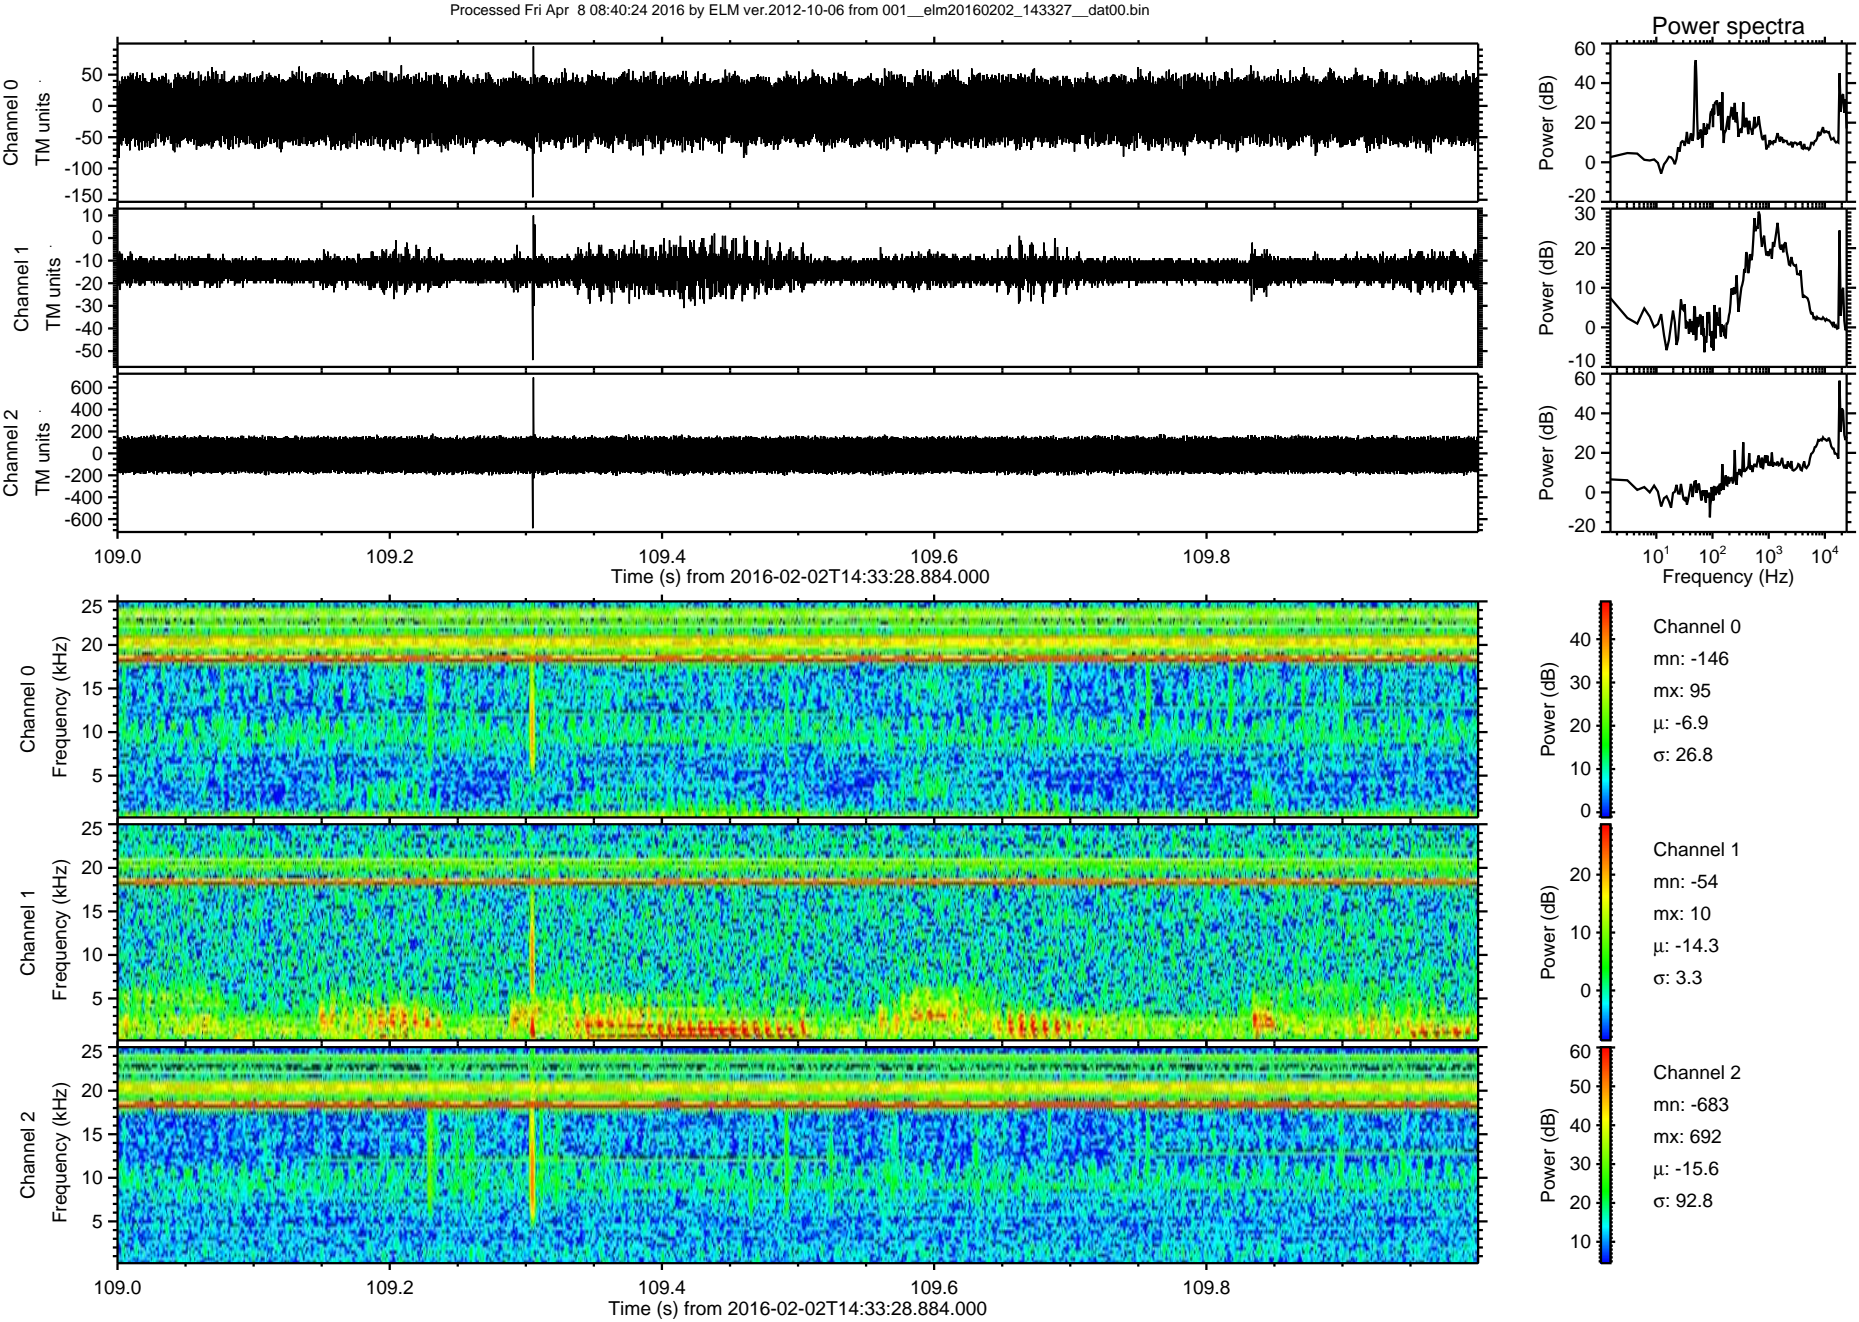 Processed Fri Apr  8 08:40:24 2016 by ELM ver.2012-10-06 from 001__elm20160202_143327__dat00.bin
Power spectra
Channel 0
TM units
50
0
-50
-100
-150
Power (dB)
60
40
20
0
-20
Channel 1
TM units
10
0
-10
-20
-30
-40
-50
Power (dB)
30
20
10
0
-10
Channel 2
TM units
600
400
200
0
-200
-400
-600
Power (dB)
60
40
20
0
-20
109.0 109.2 109.4 109.6 109.8
Time (s) from 2016-02-02T14:33:28.884.000
10¹ 10² 10³ 10⁴
Frequency (Hz)
Channel 0
Frequency (kHz)
25
20
15
10
5
Power (dB)
40
30
20
10
0
Channel 0
mn: -146
mx: 95
μ: -6.9
σ: 26.8
Channel 1
Frequency (kHz)
25
20
15
10
5
Power (dB)
20
10
0
Channel 1
mn: -54
mx: 10
μ: -14.3
σ: 3.3
Channel 2
Frequency (kHz)
25
20
15
10
5
Power (dB)
60
50
40
30
20
10
Channel 2
mn: -683
mx: 692
μ: -15.6
σ: 92.8
109.0 109.2 109.4 109.6 109.8
Time (s) from 2016-02-02T14:33:28.884.000